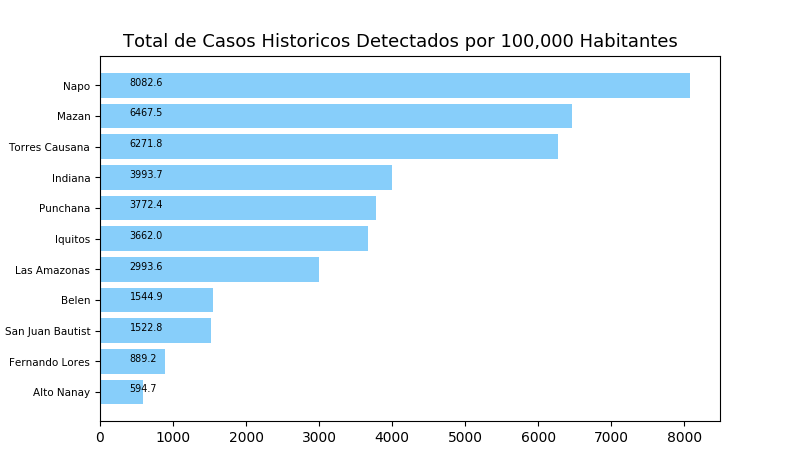 Total de Casos Historicos Detectados por 100,000 Habitantes
Napo 8082.6
Mazan 6467.5
Torres Causana 6271.8
Indiana 3993.7
Punchana 3772.4
Iquitos 3662.0
Las Amazonas 2993.6
Belen 1544.9
San Juan Bautist 1522.8
Fernando Lores 889.2
Alto Nanay 594.7
0 1000 2000 3000 4000 5000 6000 7000 8000